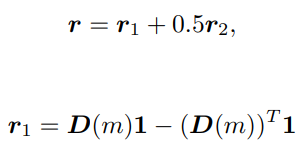 r = r₁ + 0.5r₂,
r₁ = D(m)1 − (D(m))ᵀ1